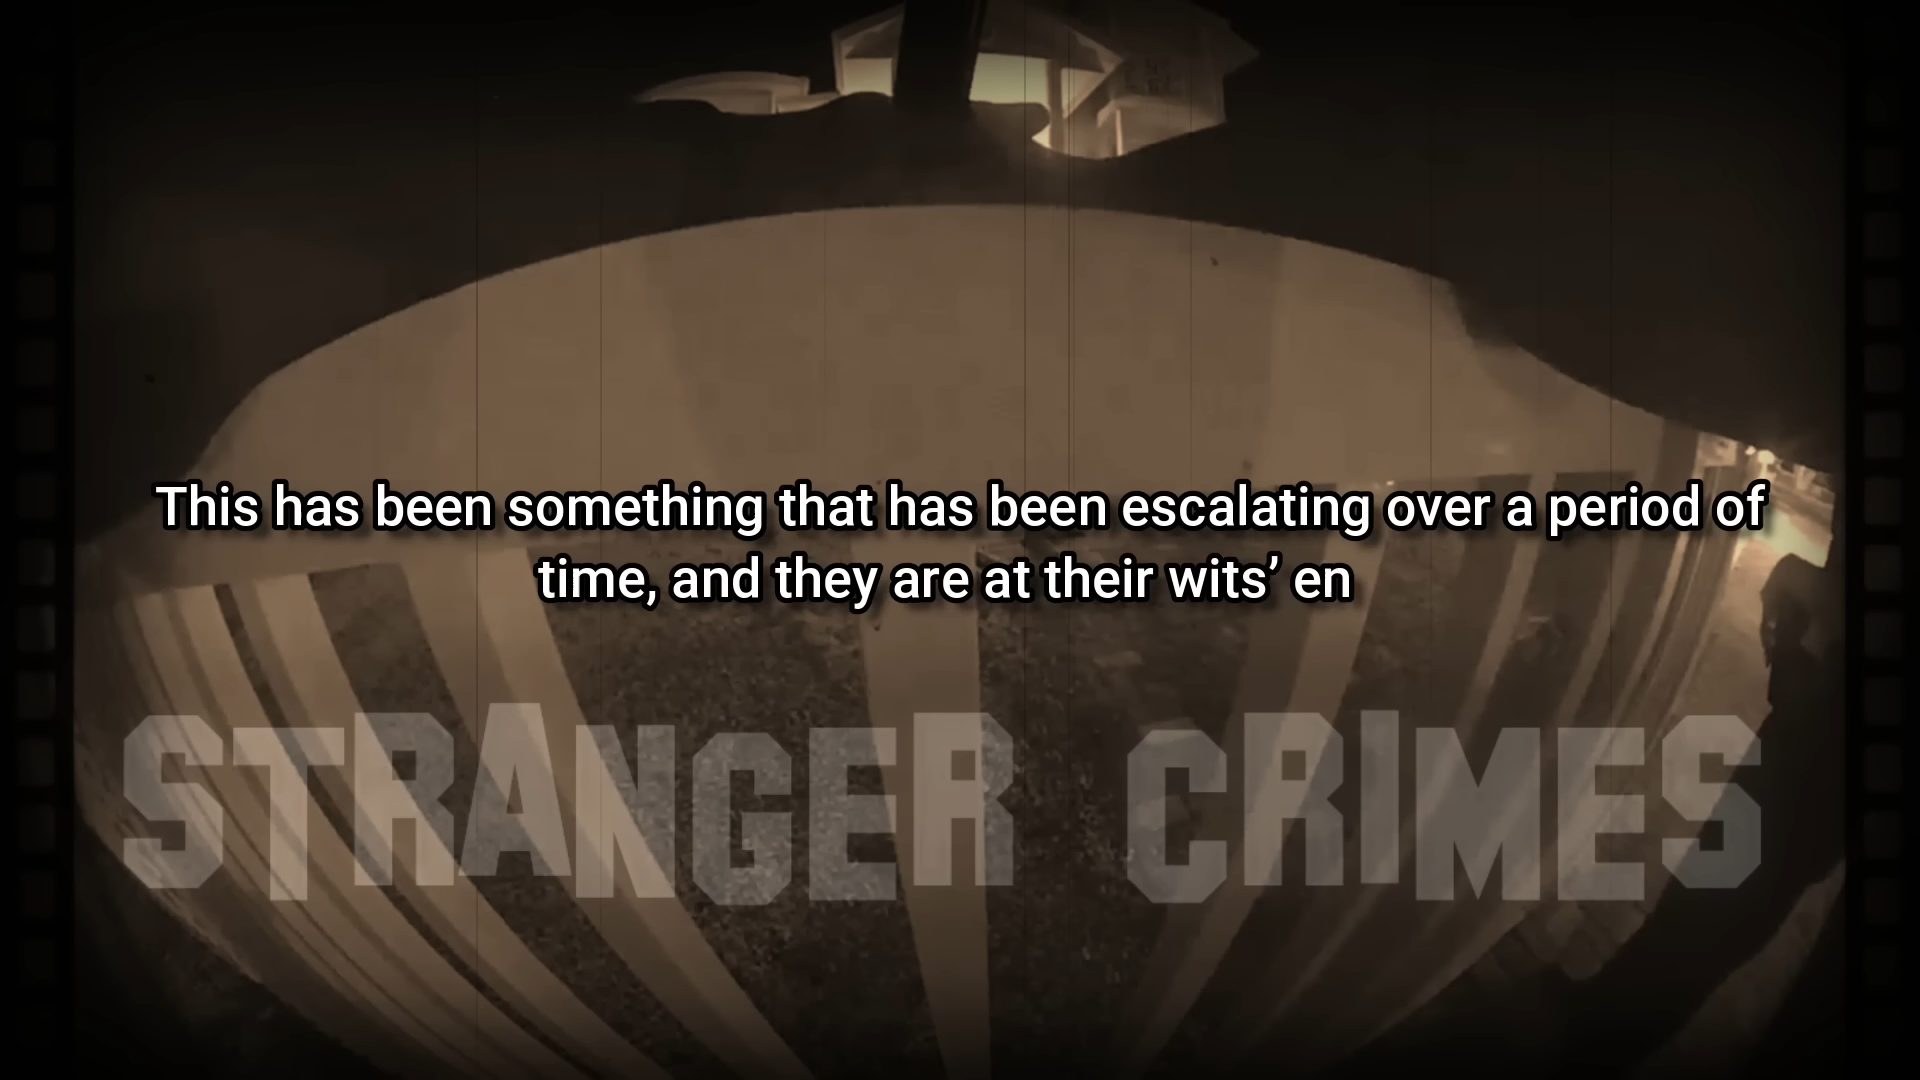 This has been something that has been escalating over a period of
time, and they are at their wits’ en
STRANGER CRIMES